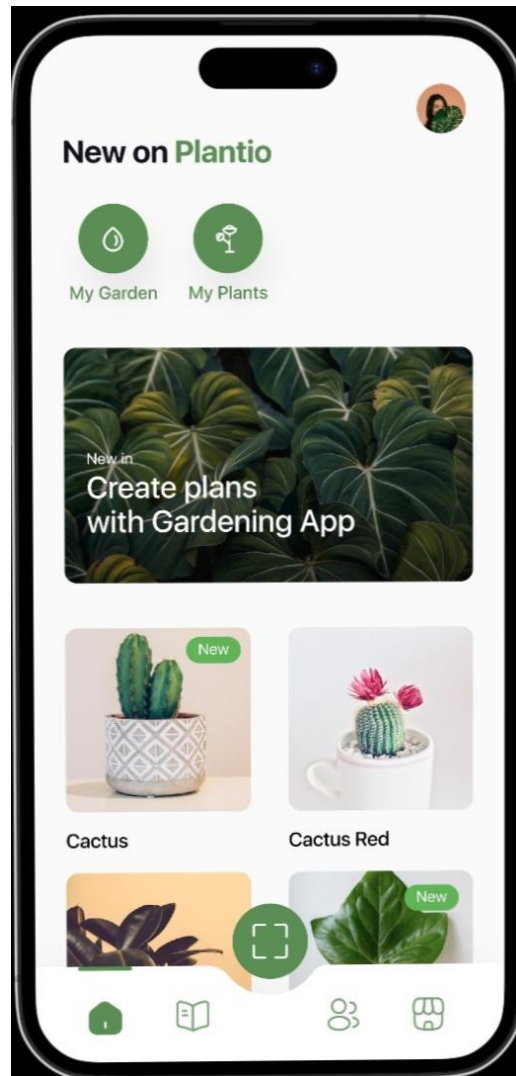 New on Plantio
My Garden
My Plants
New in
Create plans
with Gardening App
New
Cactus
Cactus Red
New